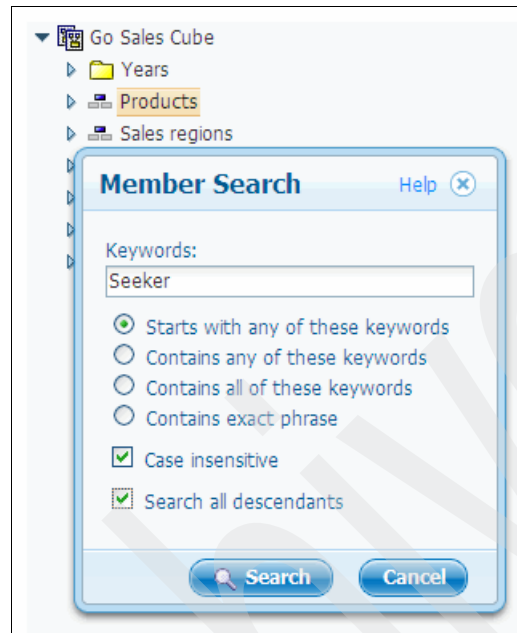 Go Sales Cube
Years
Products
Sales regions
Member Search
Help
Keywords:
Seeker
Starts with any of these keywords
Contains any of these keywords
Contains all of these keywords
Contains exact phrase
Case insensitive
Search all descendants
Search
Cancel